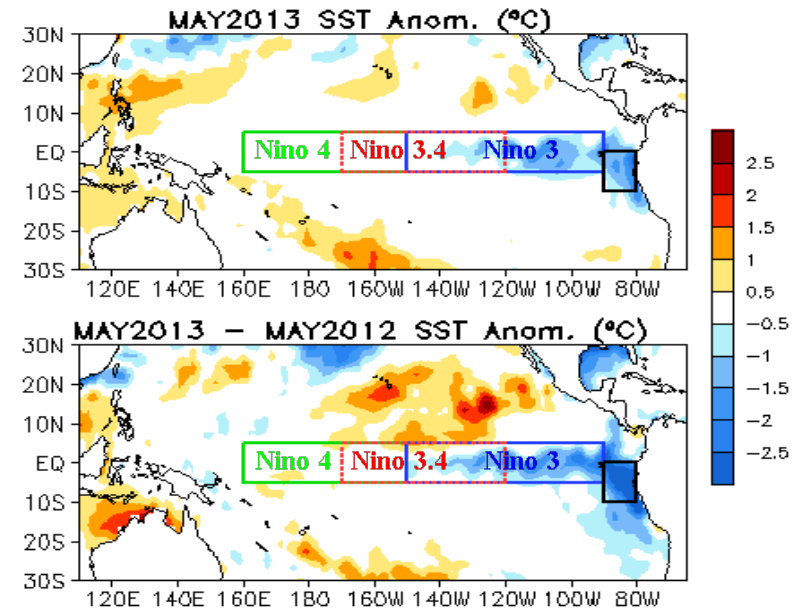 MAY2013 SST Anom. (ºC)
30N
20N
10N
EQ
10S
20S
30S
Nino 4
Nino 3.4
Nino 3
120E 140E 160E 180 160W 140W 120W 100W 80W
MAY2013 – MAY2012 SST Anom. (ºC)
30N
20N
10N
EQ
10S
20S
30S
Nino 4
Nino 3.4
Nino 3
120E 140E 160E 180 160W 140W 120W 100W 80W
2.5
2
1.5
1
0.5
−0.5
−1
−1.5
−2
−2.5